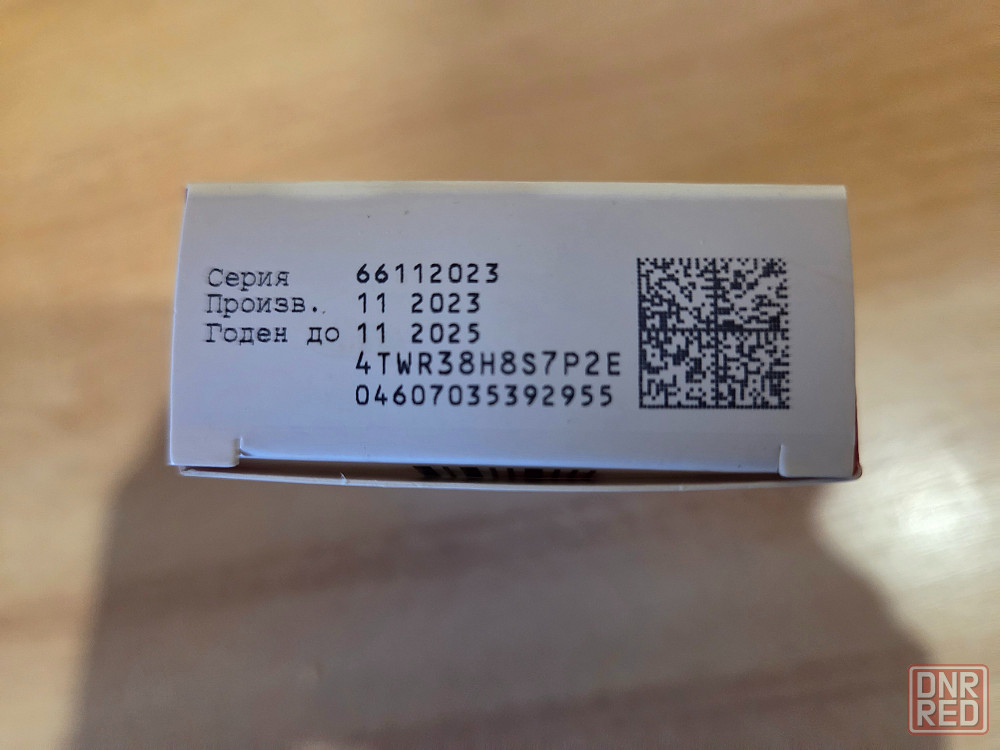 Серия 66112023
Произв. 11 2023
Годен до 11 2025
4TWR38H8S7P2E
04607035392955
DNR
RED